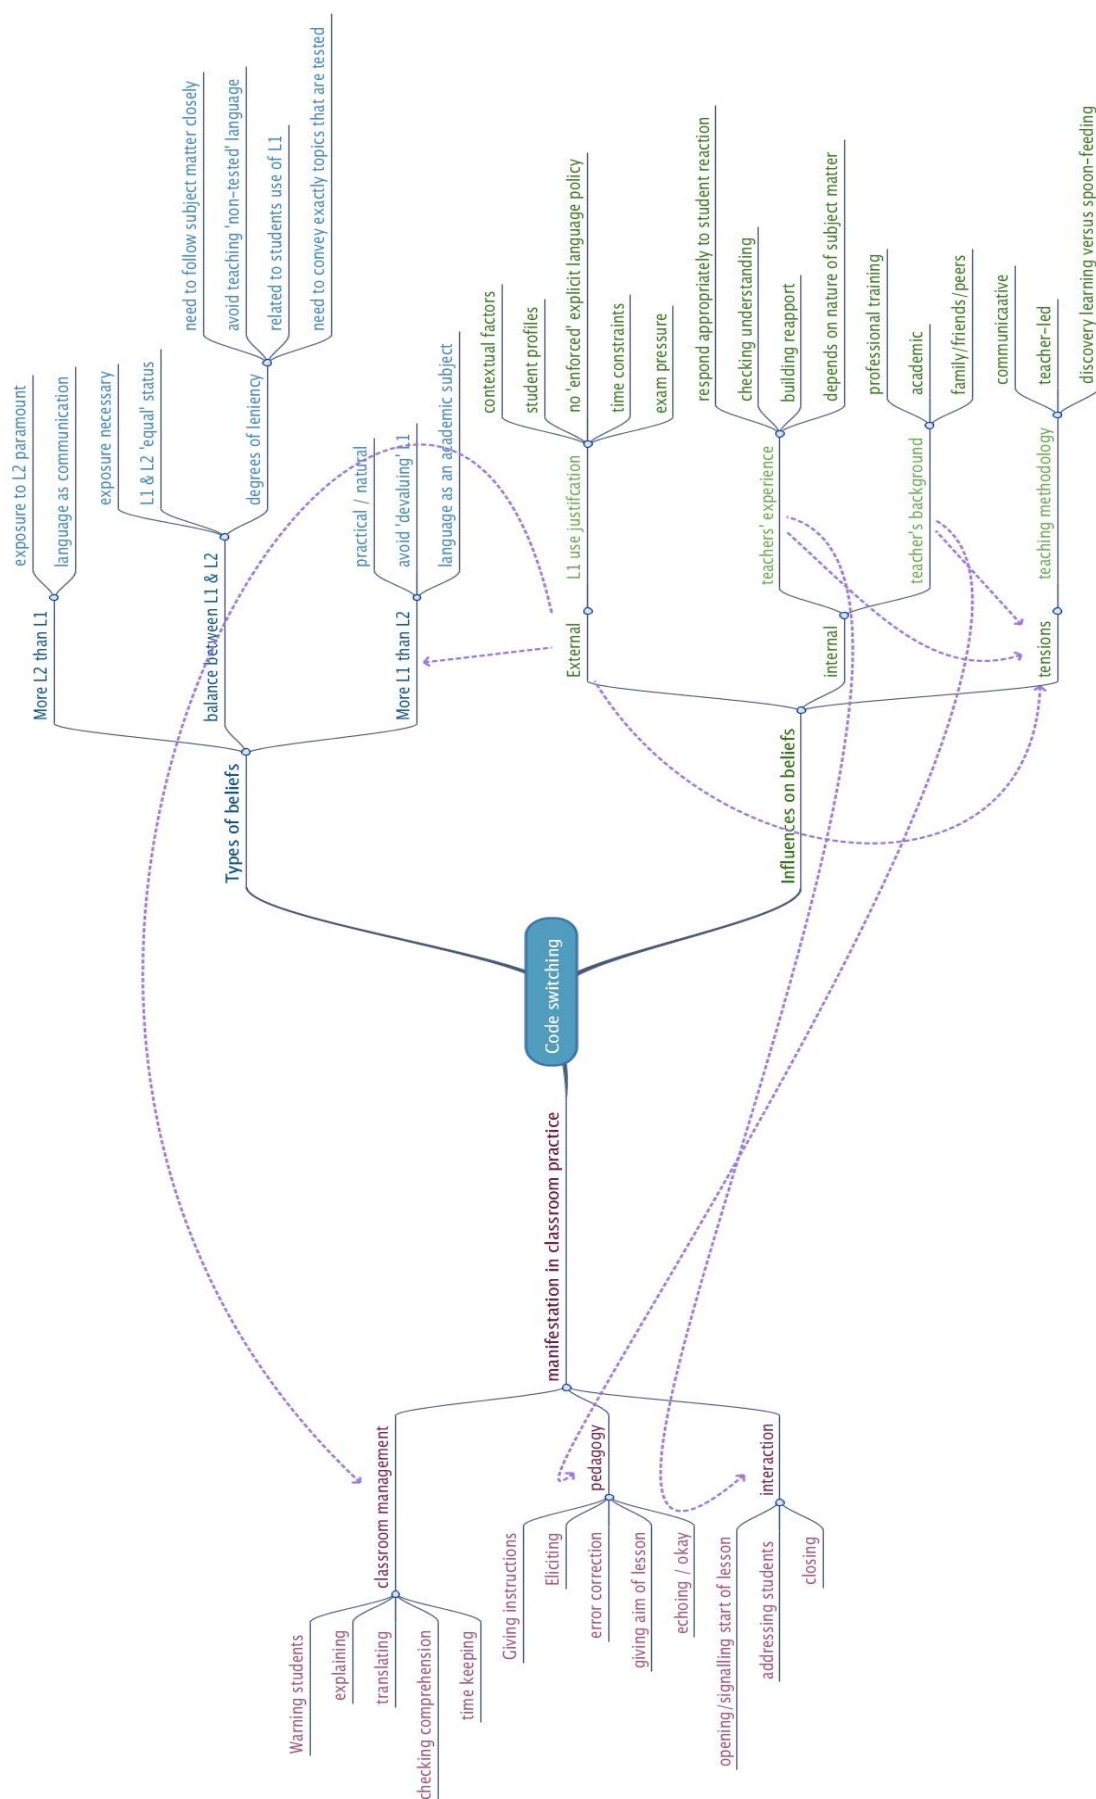 Code switching
Types of beliefs
More L2 than L1
exposure to L2 paramount
language as communication
balance between L1 & L2
exposure necessary
L1 & L2 'equal' status
degrees of leniency
need to follow subject matter closely
avoid teaching 'non-tested' language
related to students use of L1
need to convey exactly topics that are tested
More L1 than L2
practical / natural
avoid 'devaluing' L1
language as an academic subject
Influences on beliefs
External
L1 use justifcation
contextual factors
student profiles
no 'enforced' explicit language policy
time constraints
exam pressure
internal
teachers' experience
respond appropriately to student reaction
checking understanding
building reapport
depends on nature of subject matter
teacher's background
professional training
academic
family/friends/peers
tensions
teaching methodology
communicaative
teacher-led
discovery learning versus spoon-feeding
manifestation in classroom practice
classroom management
Warning students
explaining
translating
checking comprehension
time keeping
pedagogy
Giving instructions
Eliciting
error correction
giving aim of lesson
echoing / okay
interaction
opening/signalling start of lesson
addressing students
closing